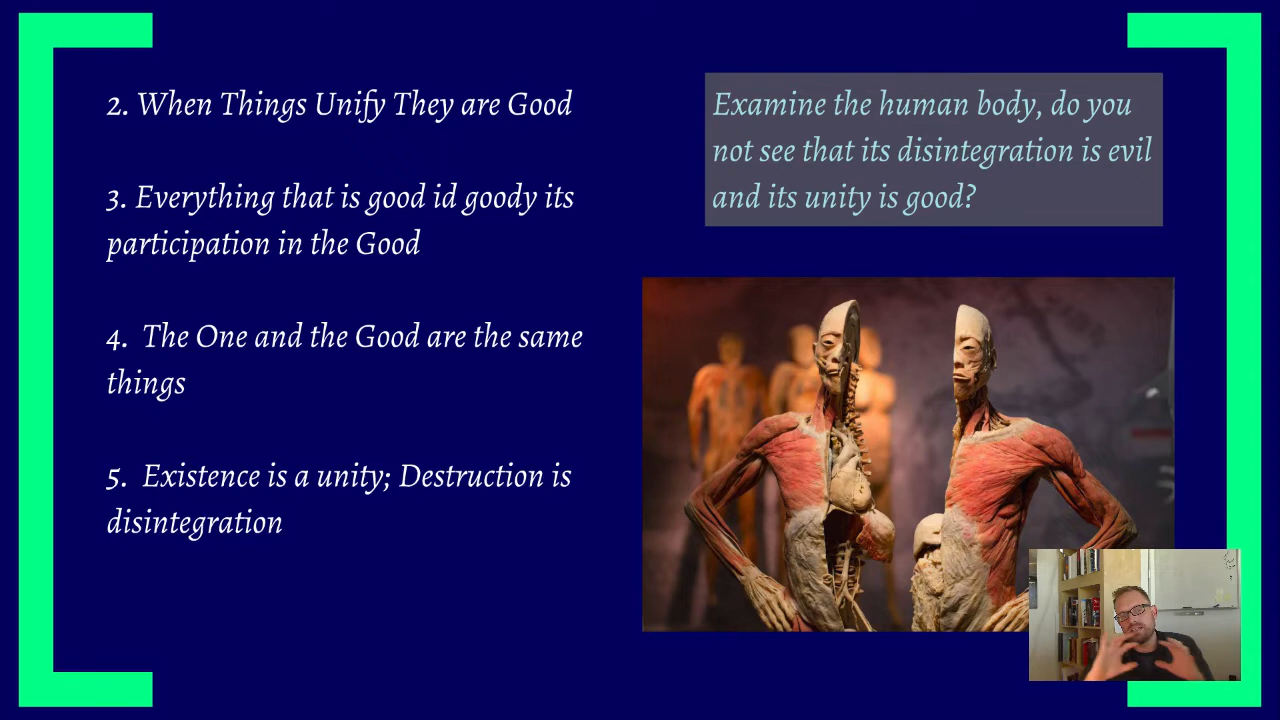 2. When Things Unify They are Good
3. Everything that is good id goody its
participation in the Good
4. The One and the Good are the same
things
5. Existence is a unity; Destruction is
disintegration
Examine the human body, do you
not see that its disintegration is evil
and its unity is good?